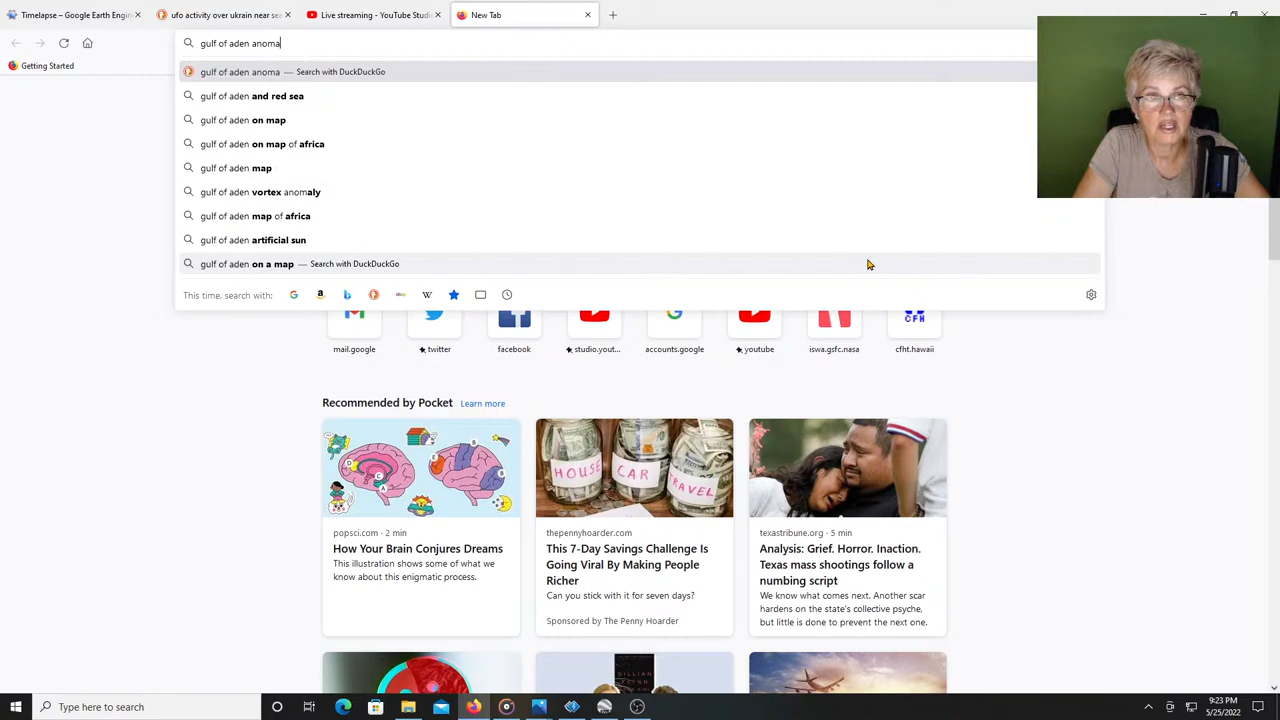 Timelapse – Google Earth Engin
ufo activity over ukrain near sea
Live streaming - YouTube Studi
New Tab
gulf of aden anoma
Getting Started
gulf of aden anoma — Search with DuckDuckGo
gulf of aden and red sea
gulf of aden on map
gulf of aden on map of africa
gulf of aden map
gulf of aden vortex anomaly
gulf of aden map of africa
gulf of aden artificial sun
gulf of aden on a map — Search with DuckDuckGo
This time, search with:
mail.google
twitter
facebook
studio.yout...
accounts.google
youtube
iswa.gsfc.nasa
cfht.hawaii
Recommended by Pocket Learn more
HOUSE
CAR
TRAVEL
popsci.com · 2 min
How Your Brain Conjures Dreams
This illustration shows some of what we
know about this enigmatic process.
thepennyhoarder.com
This 7-Day Savings Challenge Is
Going Viral By Making People
Richer
Can you stick with it for seven days?
Sponsored by The Penny Hoarder
texastribune.org · 5 min
Analysis: Grief. Horror. Inaction.
Texas mass shootings follow a
numbing script
We know what comes next. Another scar
hardens on the state's collective psyche,
but little is done to prevent the next one.
Type here to search
9:23 PM
5/25/2022